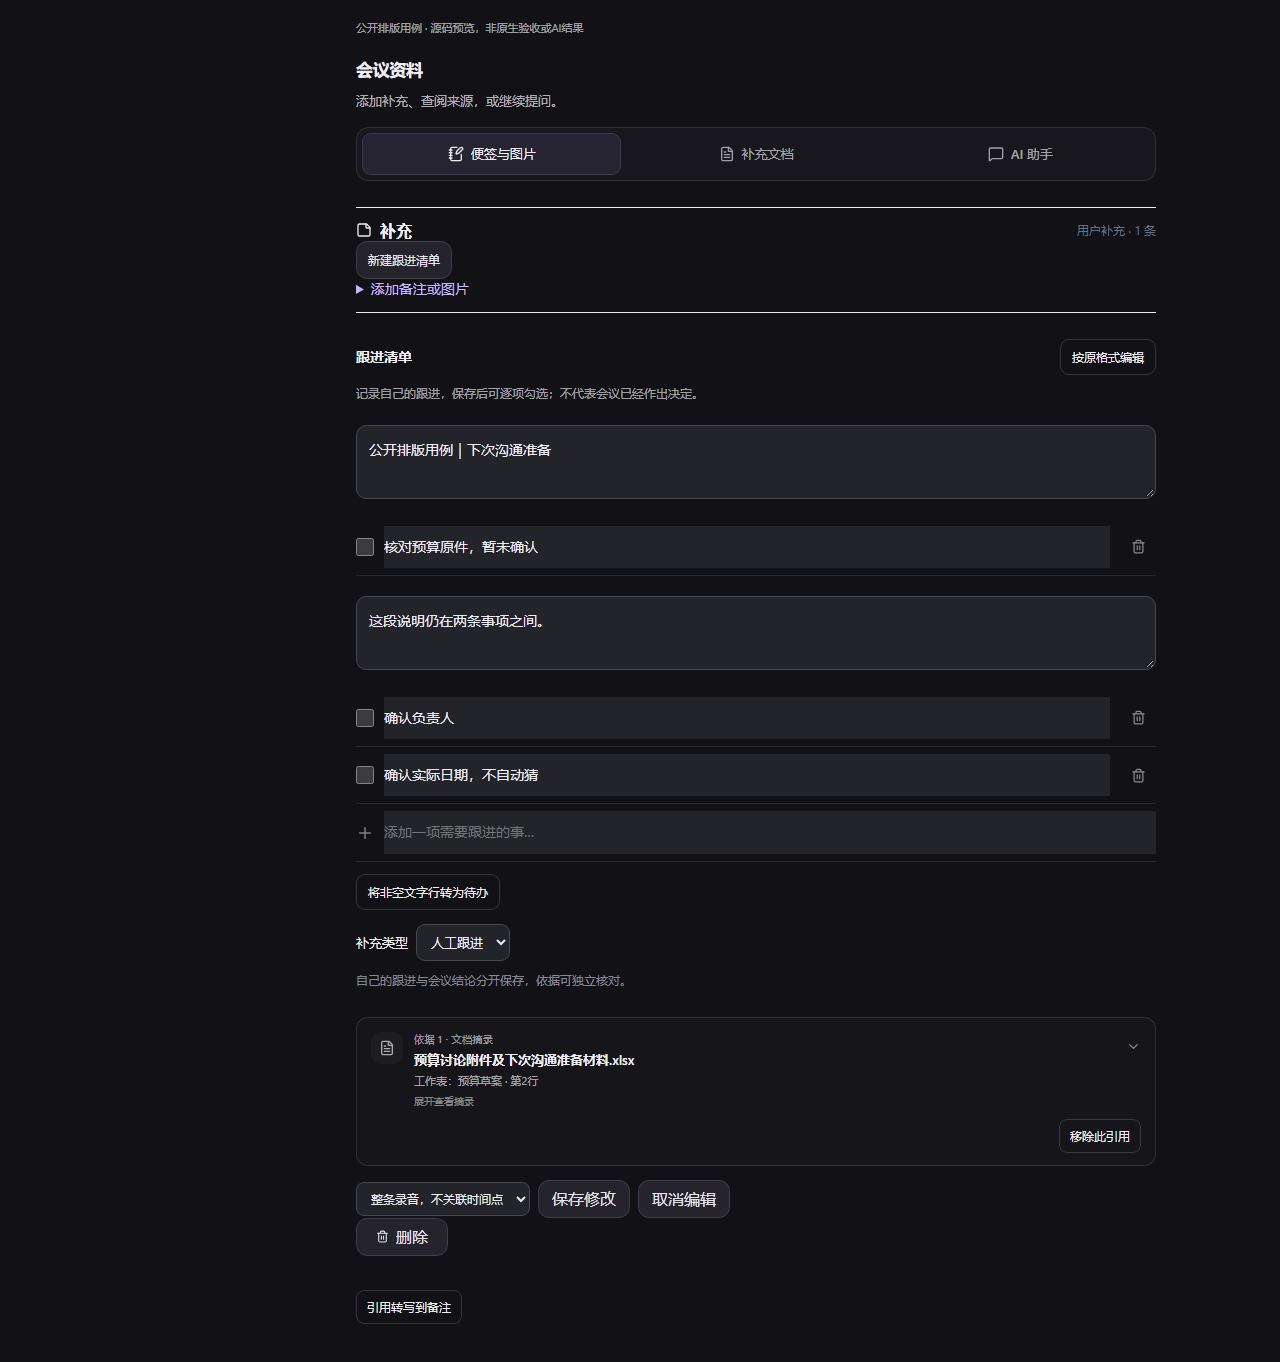 公开排版用例 · 源码预览，非原生验收或AI结果
会议资料
添加补充、查阅来源，或继续提问。
便签与图片
补充文档
AI 助手
补充
用户补充 · 1 条
新建跟进清单
添加备注或图片
跟进清单
按原格式编辑
记录自己的跟进，保存后可逐项勾选；不代表会议已经作出决定。
公开排版用例 | 下次沟通准备
核对预算原件，暂未确认
这段说明仍在两条事项之间。
确认负责人
确认实际日期，不自动猜
添加一项需要跟进的事...
将非空文字行转为待办
补充类型
人工跟进
自己的跟进与会议结论分开保存，依据可独立核对。
依据 1 · 文档摘录
预算讨论附件及下次沟通准备材料.xlsx
工作表：预算草案 · 第2行
展开查看摘录
移除此引用
整条录音，不关联时间点
保存修改
取消编辑
删除
引用转写到备注